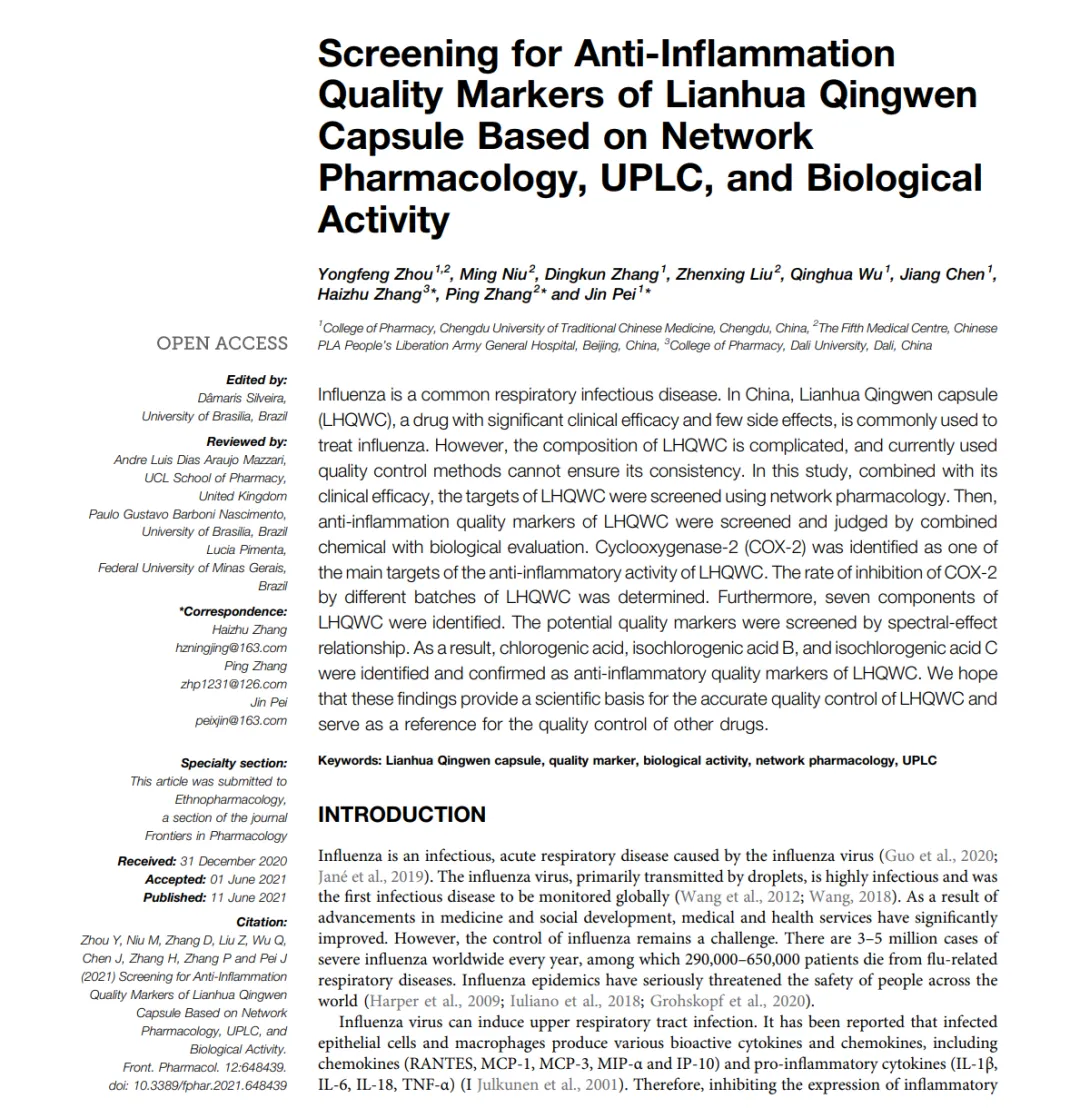 Screening for Anti-Inflammation
Quality Markers of Lianhua Qingwen
Capsule Based on Network
Pharmacology, UPLC, and Biological
Activity
Yongfeng Zhou 1,2, Ming Niu 2, Dingkun Zhang 1, Zhenxing Liu 2, Qinghua Wu 1, Jiang Chen 1,
Haizhu Zhang 3*, Ping Zhang 2* and Jin Pei 1*
1College of Pharmacy, Chengdu University of Traditional Chinese Medicine, Chengdu, China, 2The Fifth Medical Centre, Chinese
PLA People's Liberation Army General Hospital, Beijing, China, 3College of Pharmacy, Dali University, Dali, China
OPEN ACCESS
Edited by:
Dâmaris Silveira,
University of Brasilia, Brazil
Reviewed by:
Andre Luis Dias Araujo Mazzari,
UCL School of Pharmacy,
United Kingdom
Paulo Gustavo Barboni Nascimento,
University of Brasilia, Brazil
Lucia Pimenta,
Federal University of Minas Gerais,
Brazil
*Correspondence:
Haizhu Zhang
hzningjing@163.com
Ping Zhang
zhp1231@126.com
Jin Pei
peixjin@163.com
Specialty section:
This article was submitted to
Ethnopharmacology,
a section of the journal
Frontiers in Pharmacology
Received: 31 December 2020
Accepted: 01 June 2021
Published: 11 June 2021
Citation:
Zhou Y, Niu M, Zhang D, Liu Z, Wu Q,
Chen J, Zhang H, Zhang P and Pei J
(2021) Screening for Anti-Inflammation
Quality Markers of Lianhua Qingwen
Capsule Based on Network
Pharmacology, UPLC, and
Biological Activity.
Front. Pharmacol. 12:648439.
doi: 10.3389/fphar.2021.648439
Influenza is a common respiratory infectious disease. In China, Lianhua Qingwen capsule
(LHQWC), a drug with significant clinical efficacy and few side effects, is commonly used to
treat influenza. However, the composition of LHQWC is complicated, and currently used
quality control methods cannot ensure its consistency. In this study, combined with its
clinical efficacy, the targets of LHQWC were screened using network pharmacology. Then,
anti-inflammation quality markers of LHQWC were screened and judged by combined
chemical with biological evaluation. Cyclooxygenase-2 (COX-2) was identified as one of
the main targets of the anti-inflammatory activity of LHQWC. The rate of inhibition of COX-2
by different batches of LHQWC was determined. Furthermore, seven components of
LHQWC were identified. The potential quality markers were screened by spectral-effect
relationship. As a result, chlorogenic acid, isochlorogenic acid B, and isochlorogenic acid C
were identified and confirmed as anti-inflammatory quality markers of LHQWC. We hope
that these findings provide a scientific basis for the accurate quality control of LHQWC and
serve as a reference for the quality control of other drugs.
Keywords: Lianhua Qingwen capsule, quality marker, biological activity, network pharmacology, UPLC
INTRODUCTION
Influenza is an infectious, acute respiratory disease caused by the influenza virus (Guo et al., 2020;
Jané et al., 2019). The influenza virus, primarily transmitted by droplets, is highly infectious and was
the first infectious disease to be monitored globally (Wang et al., 2012; Wang, 2018). As a result of
advancements in medicine and social development, medical and health services have significantly
improved. However, the control of influenza remains a challenge. There are 3–5 million cases of
severe influenza worldwide every year, among which 290,000–650,000 patients die from flu-related
respiratory diseases. Influenza epidemics have seriously threatened the safety of people across the
world (Harper et al., 2009; Iuliano et al., 2018; Grohskopf et al., 2020).
Influenza virus can induce upper respiratory tract infection. It has been reported that infected
epithelial cells and macrophages produce various bioactive cytokines and chemokines, including
chemokines (RANTES, MCP-1, MCP-3, MIP-α and IP-10) and pro-inflammatory cytokines (IL-1β,
IL-6, IL-18, TNF-α) (I Julkunen et al., 2001). Therefore, inhibiting the expression of inflammatory